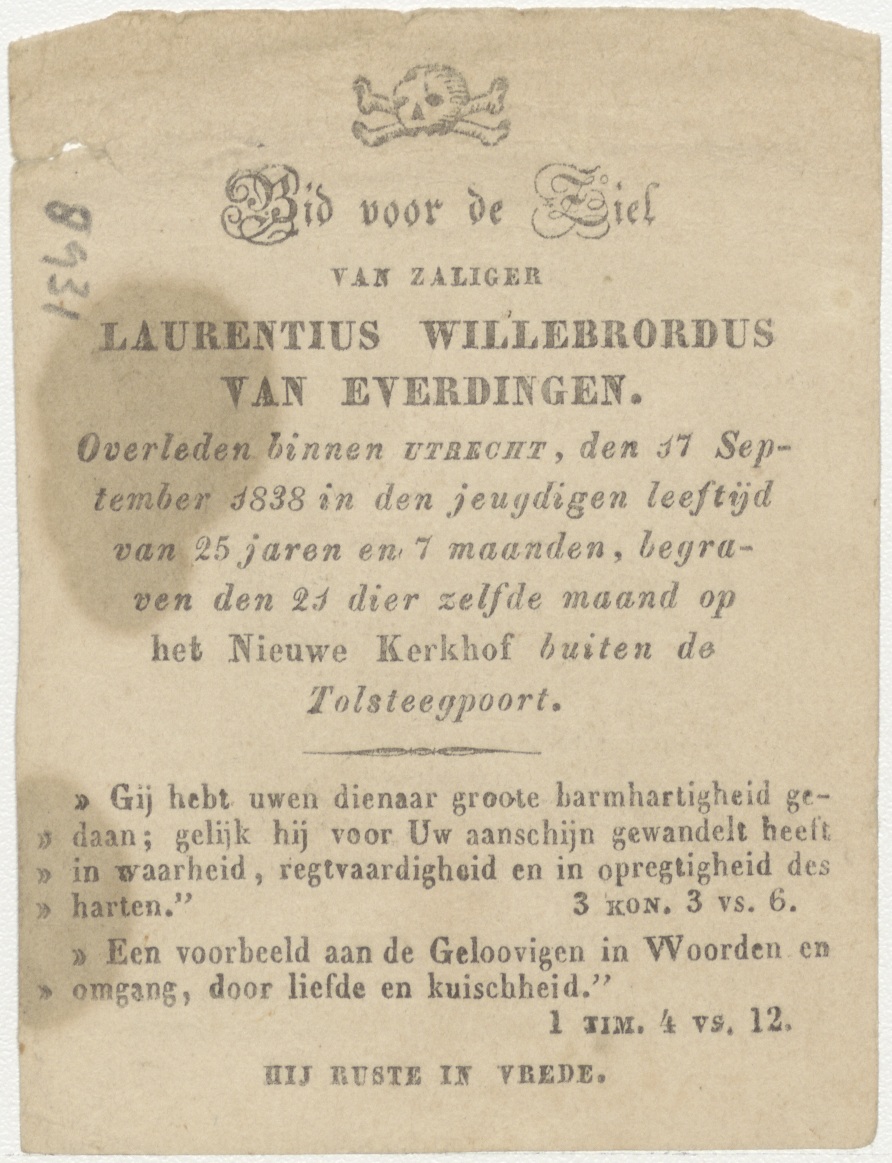 Bid voor de Ziel
VAN ZALIGER
LAURENTIUS WILLEBRORDUS
VAN EVERDINGEN.
Overleden binnen UTRECHT, den 17 Sep-
tember 1838 in den jeugdigen leeftijd
van 25 jaren en 7 maanden, begra-
ven den 21 dier zelfde maand op
het Nieuwe Kerkhof buiten de
Tolsteegpoort.
» Gij hebt uwen dienaar groote barmhartigheid ge-
» daan; gelijk hij voor Uw aanschijn gewandelt heeft
» in waarheid, regtvaardigheid en in opregtigheid des
» harten.” 3 KON. 3 vs. 6.
» Een voorbeeld aan de Geloovigen in Woorden en
» omgang, door liefde en kuischheid.”
1 TIM. 4 vs. 12.
HIJ RUSTE IN VREDE.